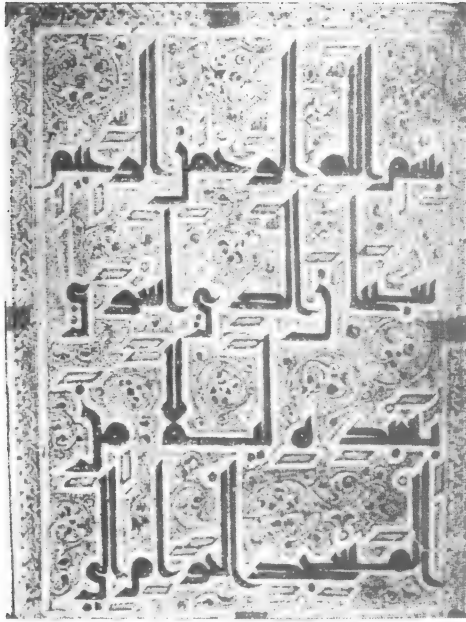 بسم الله الرحمن الرحيم
سبحان الذي اسرى
بعبده ليلا من
المسجد الحرام الى